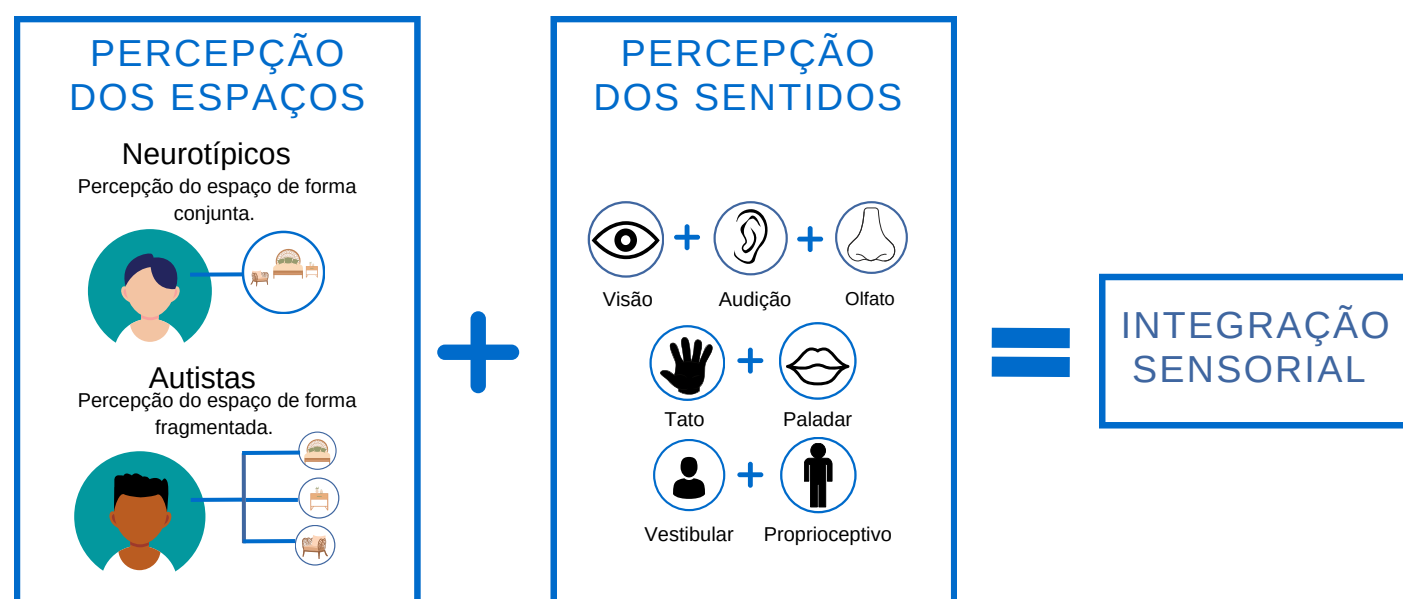 PERCEPÇÃO
DOS ESPAÇOS
Neurotípicos
Percepção do espaço de forma
conjunta.
Autistas
Percepção do espaço de forma
fragmentada.
+
PERCEPÇÃO
DOS SENTIDOS
+ +
Visão Audição Olfato
+
Tato Paladar
+
Vestibular Proprioceptivo
=
INTEGRAÇÃO
SENSORIAL